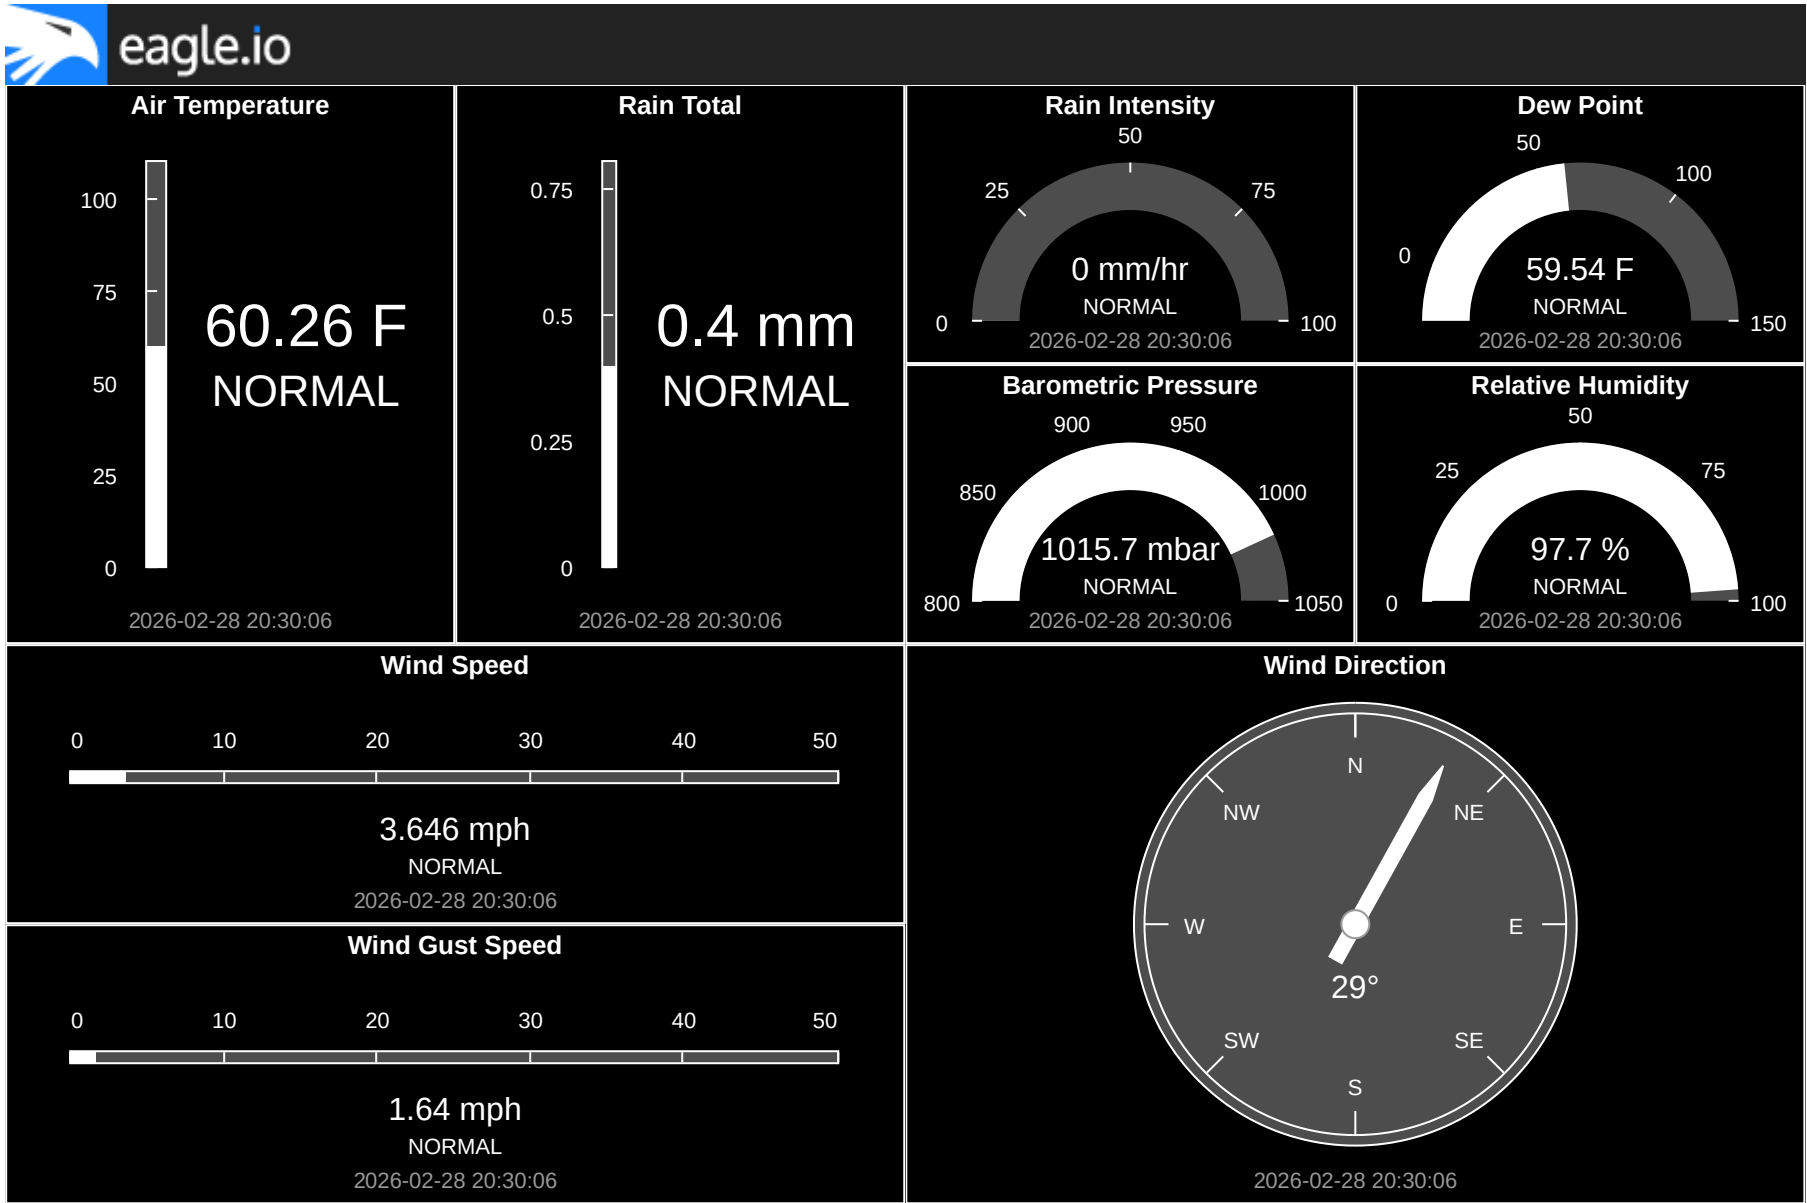 eagle.io
Air Temperature
100
75
50
25
0
60.26 F
NORMAL
2026-02-28 20:30:06
Rain Total
0.75
0.5
0.25
0
0.4 mm
NORMAL
2026-02-28 20:30:06
Rain Intensity
0
25
50
75
100
0 mm/hr
NORMAL
2026-02-28 20:30:06
Dew Point
0
50
100
150
59.54 F
NORMAL
2026-02-28 20:30:06
Barometric Pressure
800
850
900
950
1000
1050
1015.7 mbar
NORMAL
2026-02-28 20:30:06
Relative Humidity
0
25
50
75
100
97.7 %
NORMAL
2026-02-28 20:30:06
Wind Speed
0 10 20 30 40 50
3.646 mph
NORMAL
2026-02-28 20:30:06
Wind Gust Speed
0 10 20 30 40 50
1.64 mph
NORMAL
2026-02-28 20:30:06
Wind Direction
N
NW NE
W E
29°
SW SE
S
2026-02-28 20:30:06